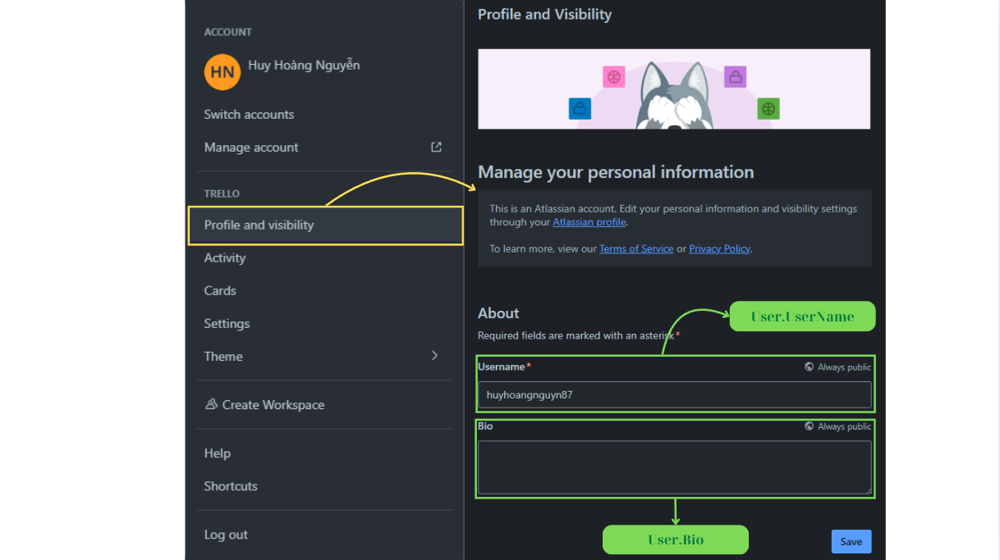 ACCOUNT
HN
Huy Hoàng Nguyễn
Switch accounts
Manage account
TRELLO
Profile and visibility
Activity
Cards
Settings
Theme
Create Workspace
Help
Shortcuts
Log out
Profile and Visibility
Manage your personal information
This is an Atlassian account. Edit your personal information and visibility settings
through your Atlassian profile.
To learn more, view our Terms of Service or Privacy Policy.
About
User.UserName
Required fields are marked with an asterisk*
Username*
Always public
huyhoangnguyn87
Bio
Always public
User.Bio
Save